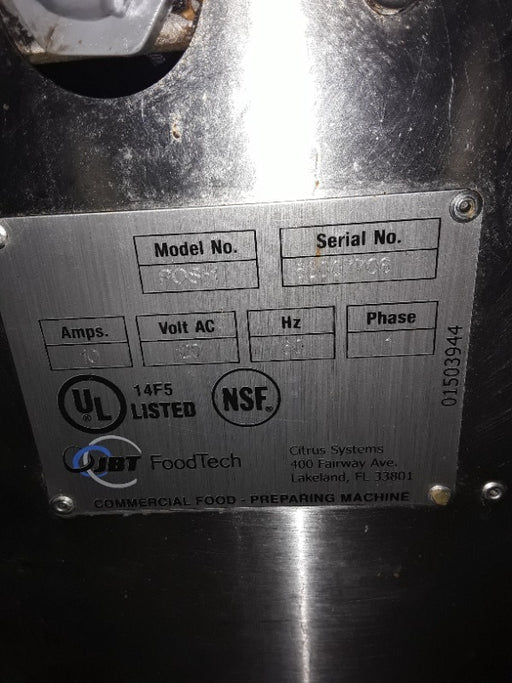 Model No.
Serial No.
Amps.
Volt AC
Hz
Phase
10
UL
®
14F5
LISTED
NSF®
JBT FoodTech
Citrus Systems
400 Fairway Ave.
Lakeland, FL 33801
COMMERCIAL FOOD - PREPARING MACHINE
01503944